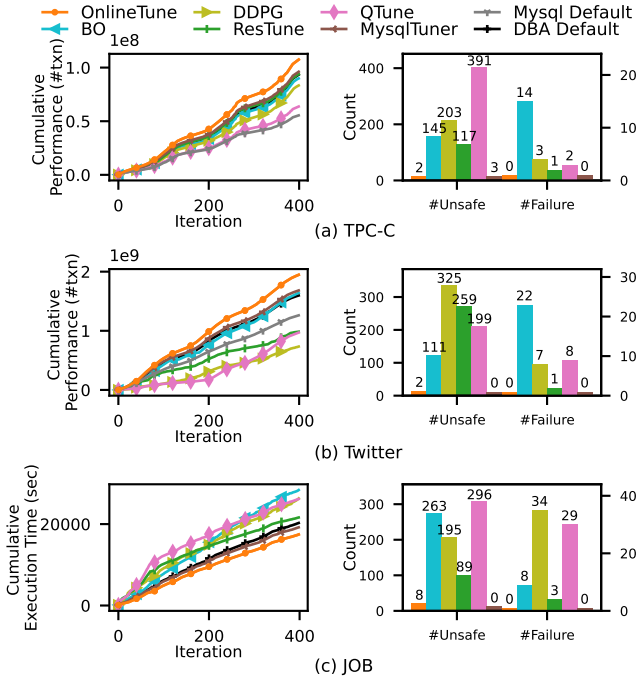 OnlineTune DDPG QTune Mysql Default
BO ResTune MysqlTuner DBA Default
1e8
Cumulative
Performance (#txn)
1.0
0.5
0.0
0 200 400
Iteration
Count
400
200
0
2 145 203 117 391 3 0 14 3 1 2 0
20
10
0
#Unsafe #Failure
(a) TPC-C
1e9
Cumulative
Performance (#txn)
2
1
0
0 200 400
Iteration
Count
300
200
100
0
2 111 325 259 199 0 0 22 7 1 8 0
30
20
10
0
#Unsafe #Failure
(b) Twitter
Cumulative
Execution Time (sec)
20000
0
0 200 400
Iteration
Count
300
200
100
0
8 263 195 89 296 0 0 8 34 3 29 0
40
20
0
#Unsafe #Failure
(c) JOB